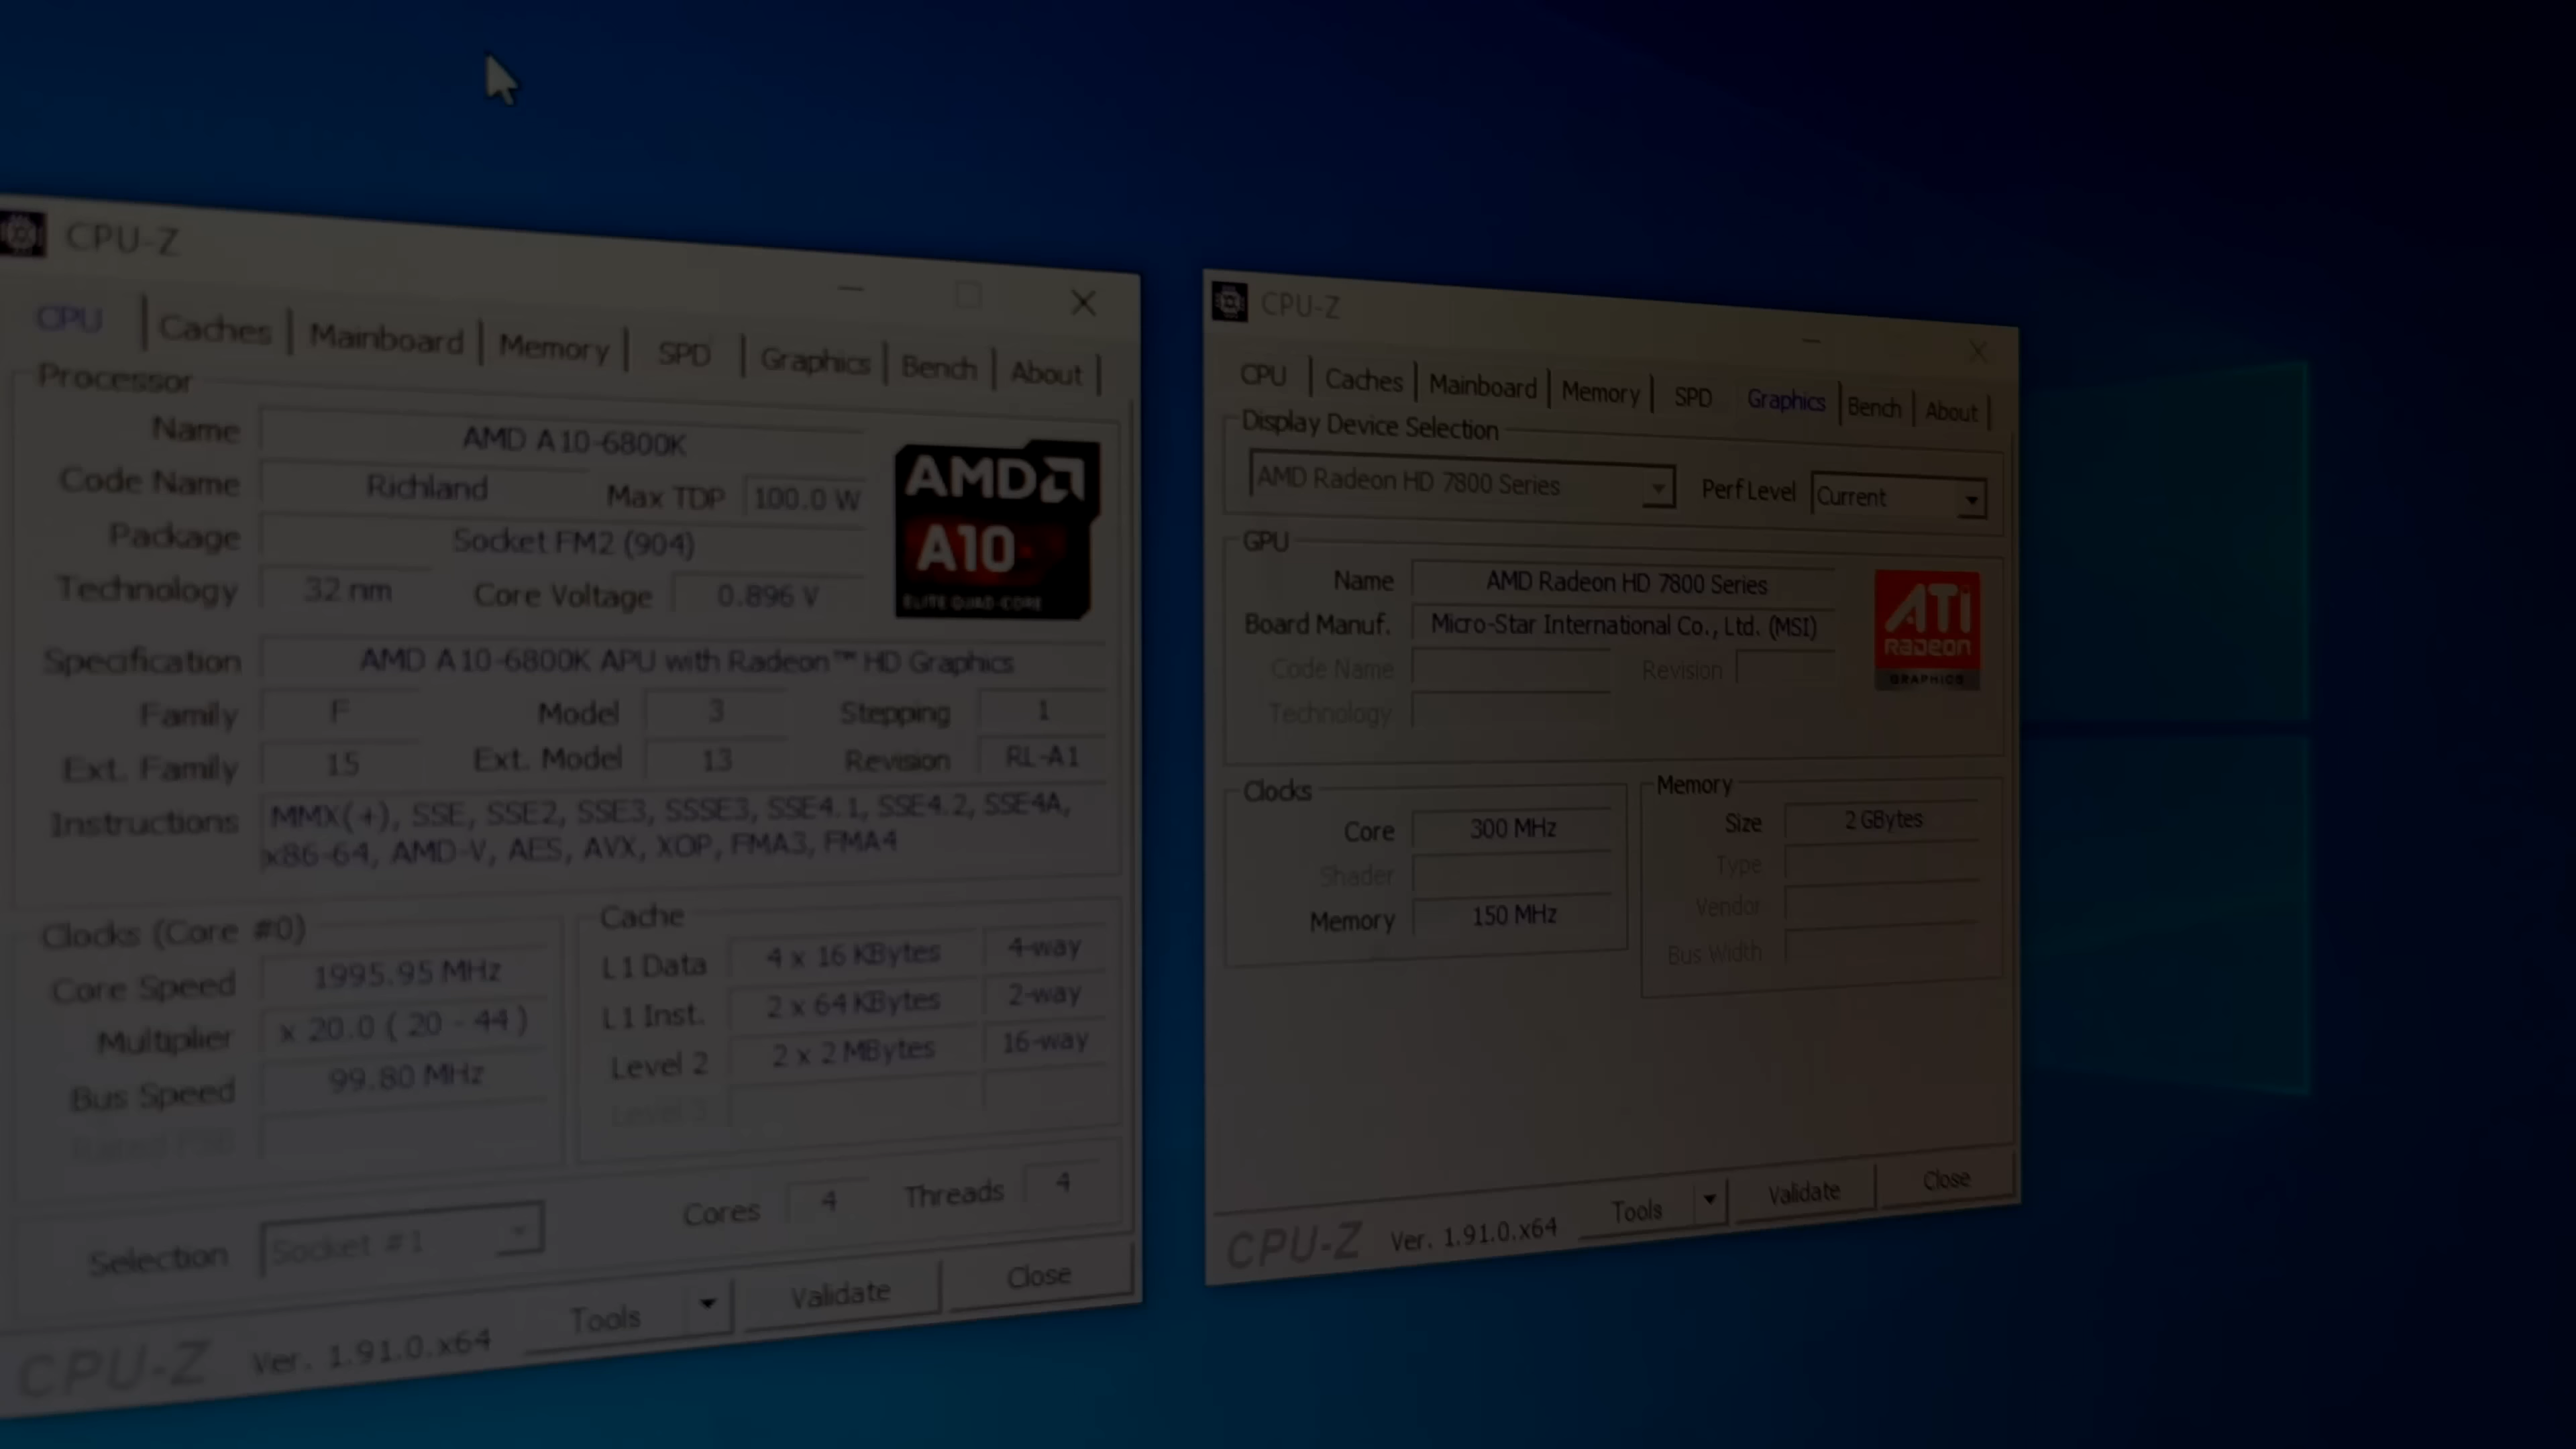 CPU-Z
CPU Caches Mainboard Memory SPD Graphics Bench About
Processor
Name AMD A10-6800K
Code Name Richland Max TDP 100.0 W
Package Socket FM2 (904)
Technology 32 nm Core Voltage 0.896 V
AMD
A10
ELITE QUAD-CORE
Specification AMD A10-6800K APU with Radeon™ HD Graphics
Family F Model 3 Stepping 1
Ext. Family 15 Ext. Model 13 Revision RL-A1
Instructions MMX(+), SSE, SSE2, SSE3, SSSE3, SSE4.1, SSE4.2, SSE4A,
x86-64, AMD-V, AES, AVX, XOP, FMA3, FMA4
Clocks (Core #0)
Core Speed 1995.95 MHz
Multiplier x 20.0 ( 20 - 44 )
Bus Speed 99.80 MHz
Rated FSB
Cache
L1 Data 4 x 16 KBytes 4-way
L1 Inst. 2 x 64 KBytes 2-way
Level 2 2 x 2 MBytes 16-way
Level 3
Selection Socket #1 Cores 4 Threads 4
CPU-Z Ver. 1.91.0.x64 Tools Validate Close
CPU-Z
CPU Caches Mainboard Memory SPD Graphics Bench About
Display Device Selection
AMD Radeon HD 7800 Series Perf Level Current
GPU
Name AMD Radeon HD 7800 Series
Board Manuf. Micro-Star International Co., Ltd. (MSI)
Code Name Revision
Technology
ATI
RADEON
GRAPHICS
Clocks
Core 300 MHz
Shader
Memory 150 MHz
Memory
Size 2 GBytes
Type
Vendor
Bus Width
CPU-Z Ver. 1.91.0.x64 Tools Validate Close